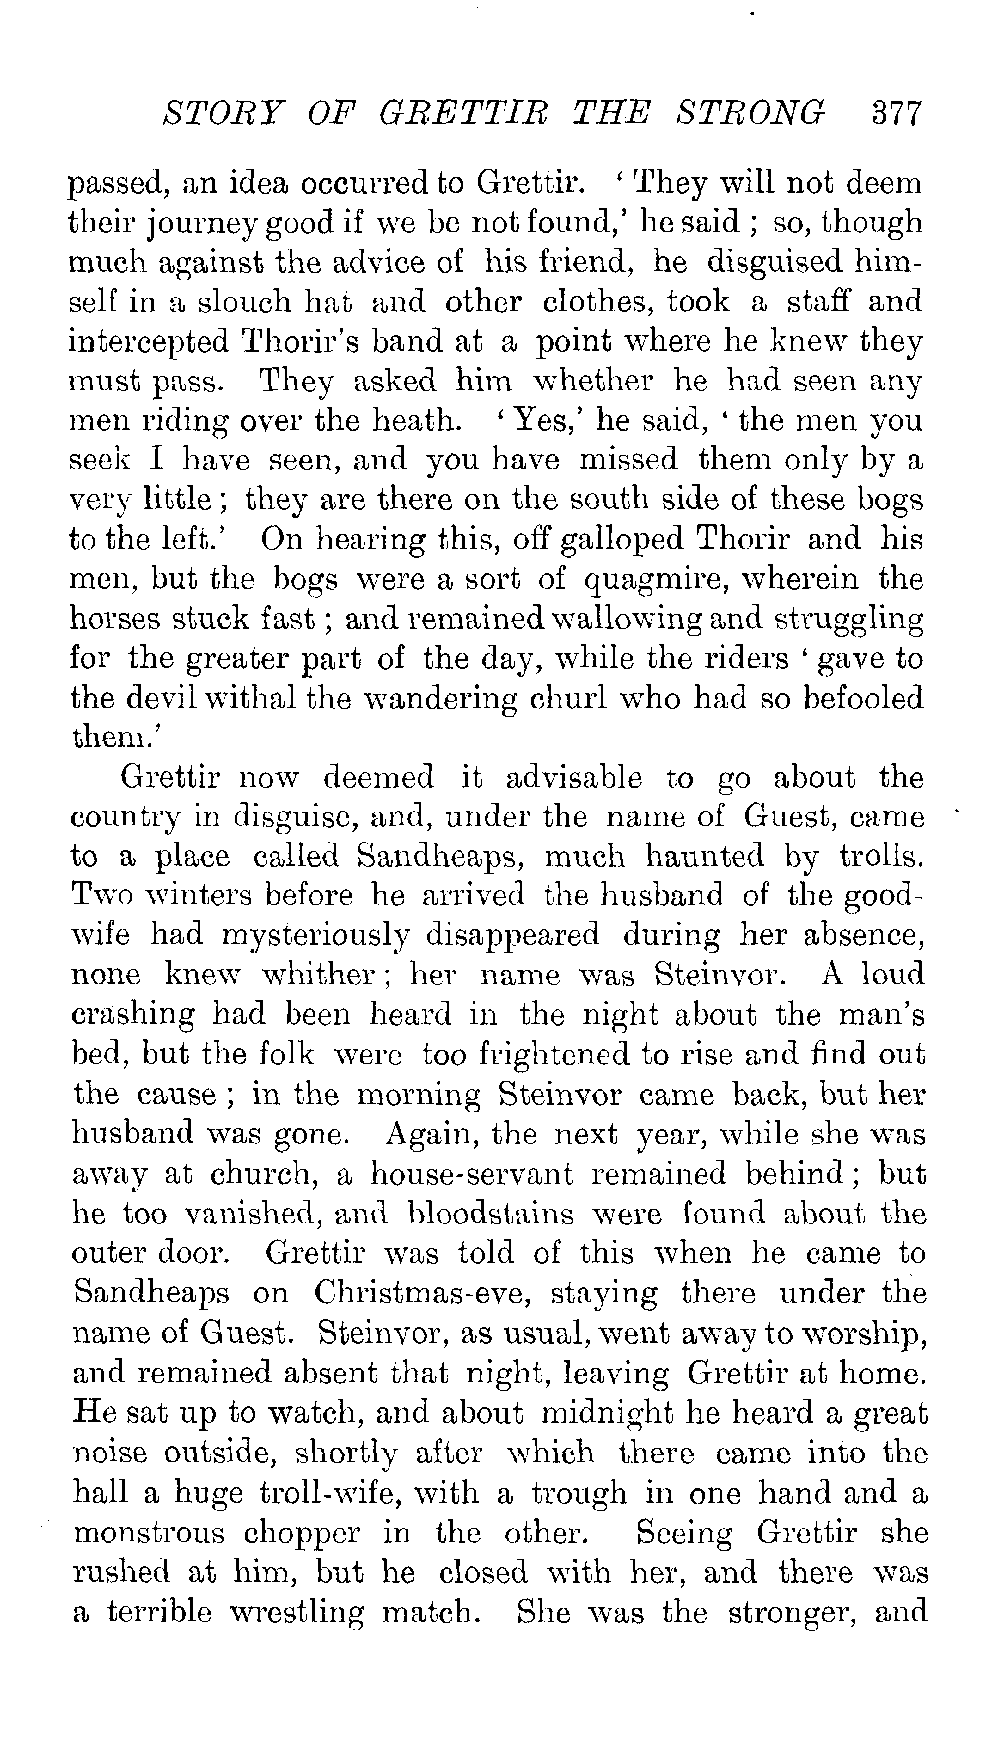 STORY OF GRETTIR THE STRONG 377
passed, an idea occurred to Grettir. ‘They will not deem
their journey good if we be not found,’ he said ; so, though
much against the advice of his friend, he disguised him-
self in a slouch hat and other clothes, took a staff and
intercepted Thorir’s band at a point where he knew they
must pass. They asked him whether he had seen any
men riding over the heath. ‘Yes,’ he said, ‘the men you
seek I have seen, and you have missed them only by a
very little ; they are there on the south side of these bogs
to the left.’ On hearing this, off galloped Thorir and his
men, but the bogs were a sort of quagmire, wherein the
horses stuck fast ; and remained wallowing and struggling
for the greater part of the day, while the riders ‘gave to
the devil withal the wandering churl who had so befooled
them.’
Grettir now deemed it advisable to go about the
country in disguise, and, under the name of Guest, came
to a place called Sandheaps, much haunted by trolls.
Two winters before he arrived the husband of the good-
wife had mysteriously disappeared during her absence,
none knew whither ; her name was Steinvor. A loud
crashing had been heard in the night about the man’s
bed, but the folk were too frightened to rise and find out
the cause ; in the morning Steinvor came back, but her
husband was gone. Again, the next year, while she was
away at church, a house-servant remained behind ; but
he too vanished, and bloodstains were found about the
outer door. Grettir was told of this when he came to
Sandheaps on Christmas-eve, staying there under the
name of Guest. Steinvor, as usual, went away to worship,
and remained absent that night, leaving Grettir at home.
He sat up to watch, and about midnight he heard a great
noise outside, shortly after which there came into the
hall a huge troll-wife, with a trough in one hand and a
monstrous chopper in the other. Seeing Grettir she
rushed at him, but he closed with her, and there was
a terrible wrestling match. She was the stronger, and